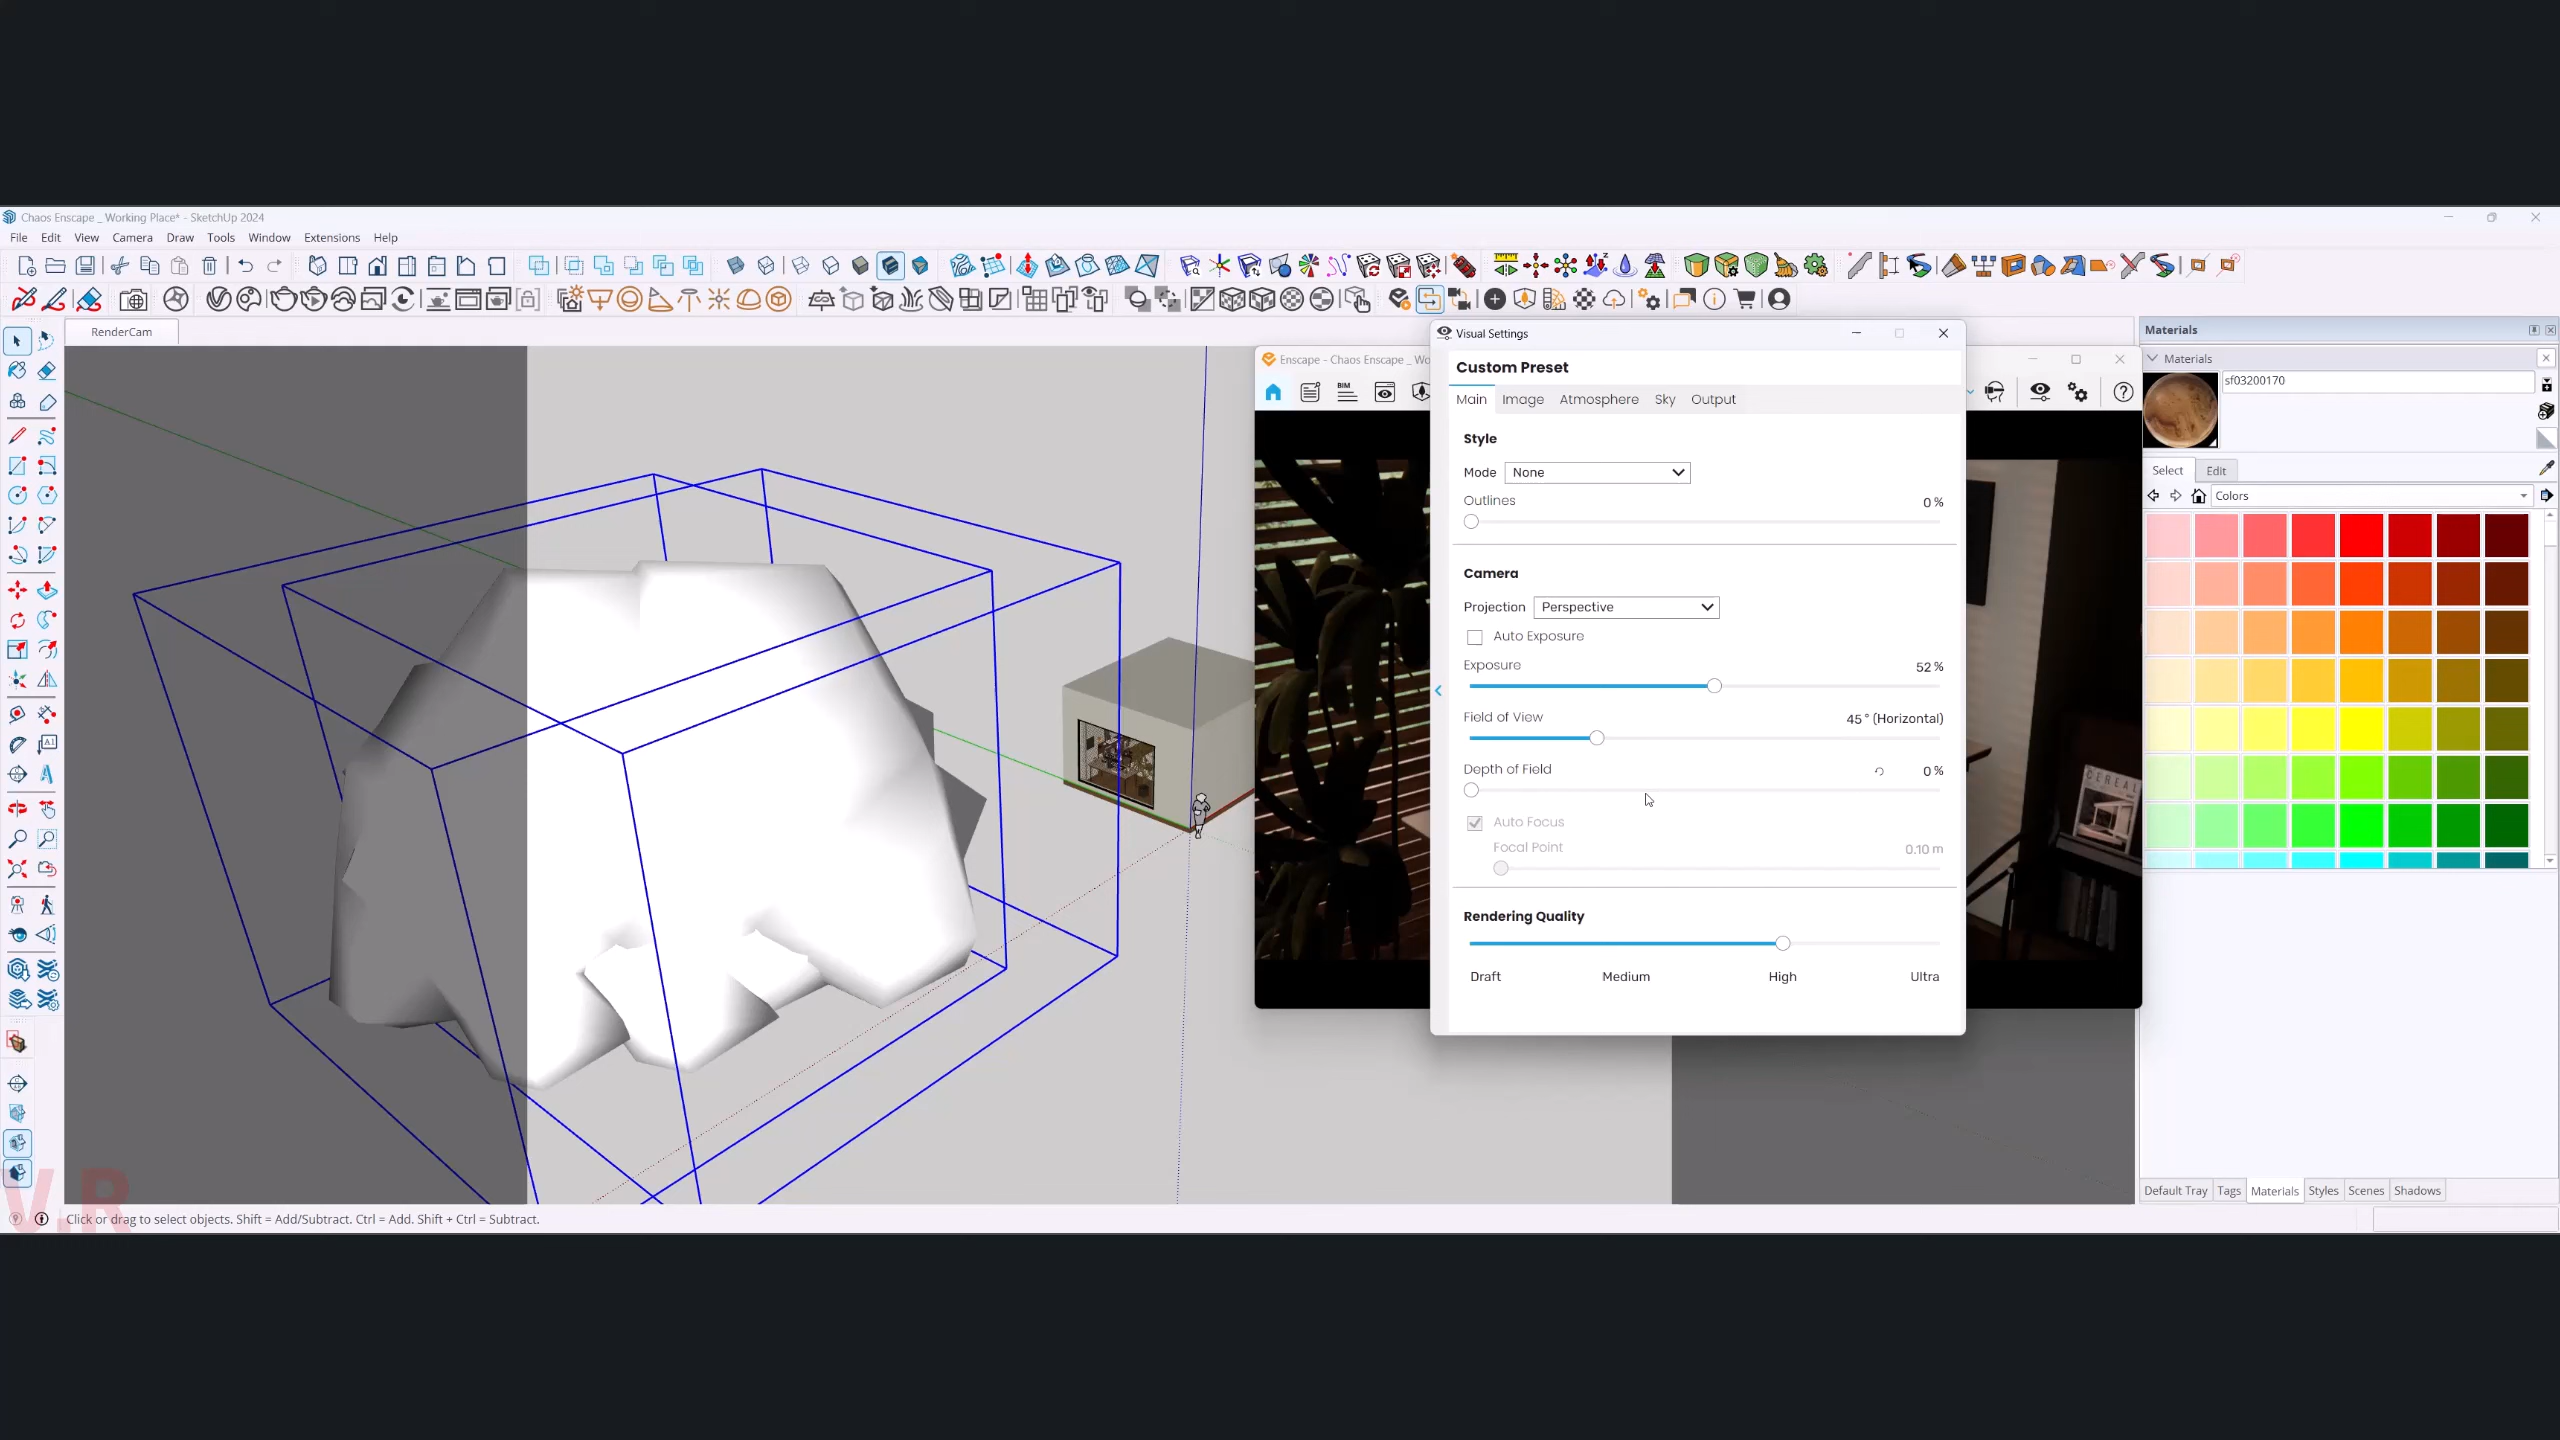 Chaos Enscape _ Working Place* - SketchUp 2024
File Edit View Camera Draw Tools Window Extensions Help
RenderCam
Enscape - Chaos Enscape _ Wo
BIM
Visual Settings
Custom Preset
Main Image Atmosphere Sky Output
Style
Mode None
Outlines 0 %
Camera
Projection Perspective
Auto Exposure
Exposure 52 %
Field of View 45 ° (Horizontal)
Depth of Field 0 %
Auto Focus
Focal Point 0.10 m
Rendering Quality
Draft Medium High Ultra
CEREAL
Materials
Materials
sf03200170
Select Edit
Colors
Default Tray Tags Materials Styles Scenes Shadows
V.R
Click or drag to select objects. Shift = Add/Subtract. Ctrl = Add. Shift + Ctrl = Subtract.